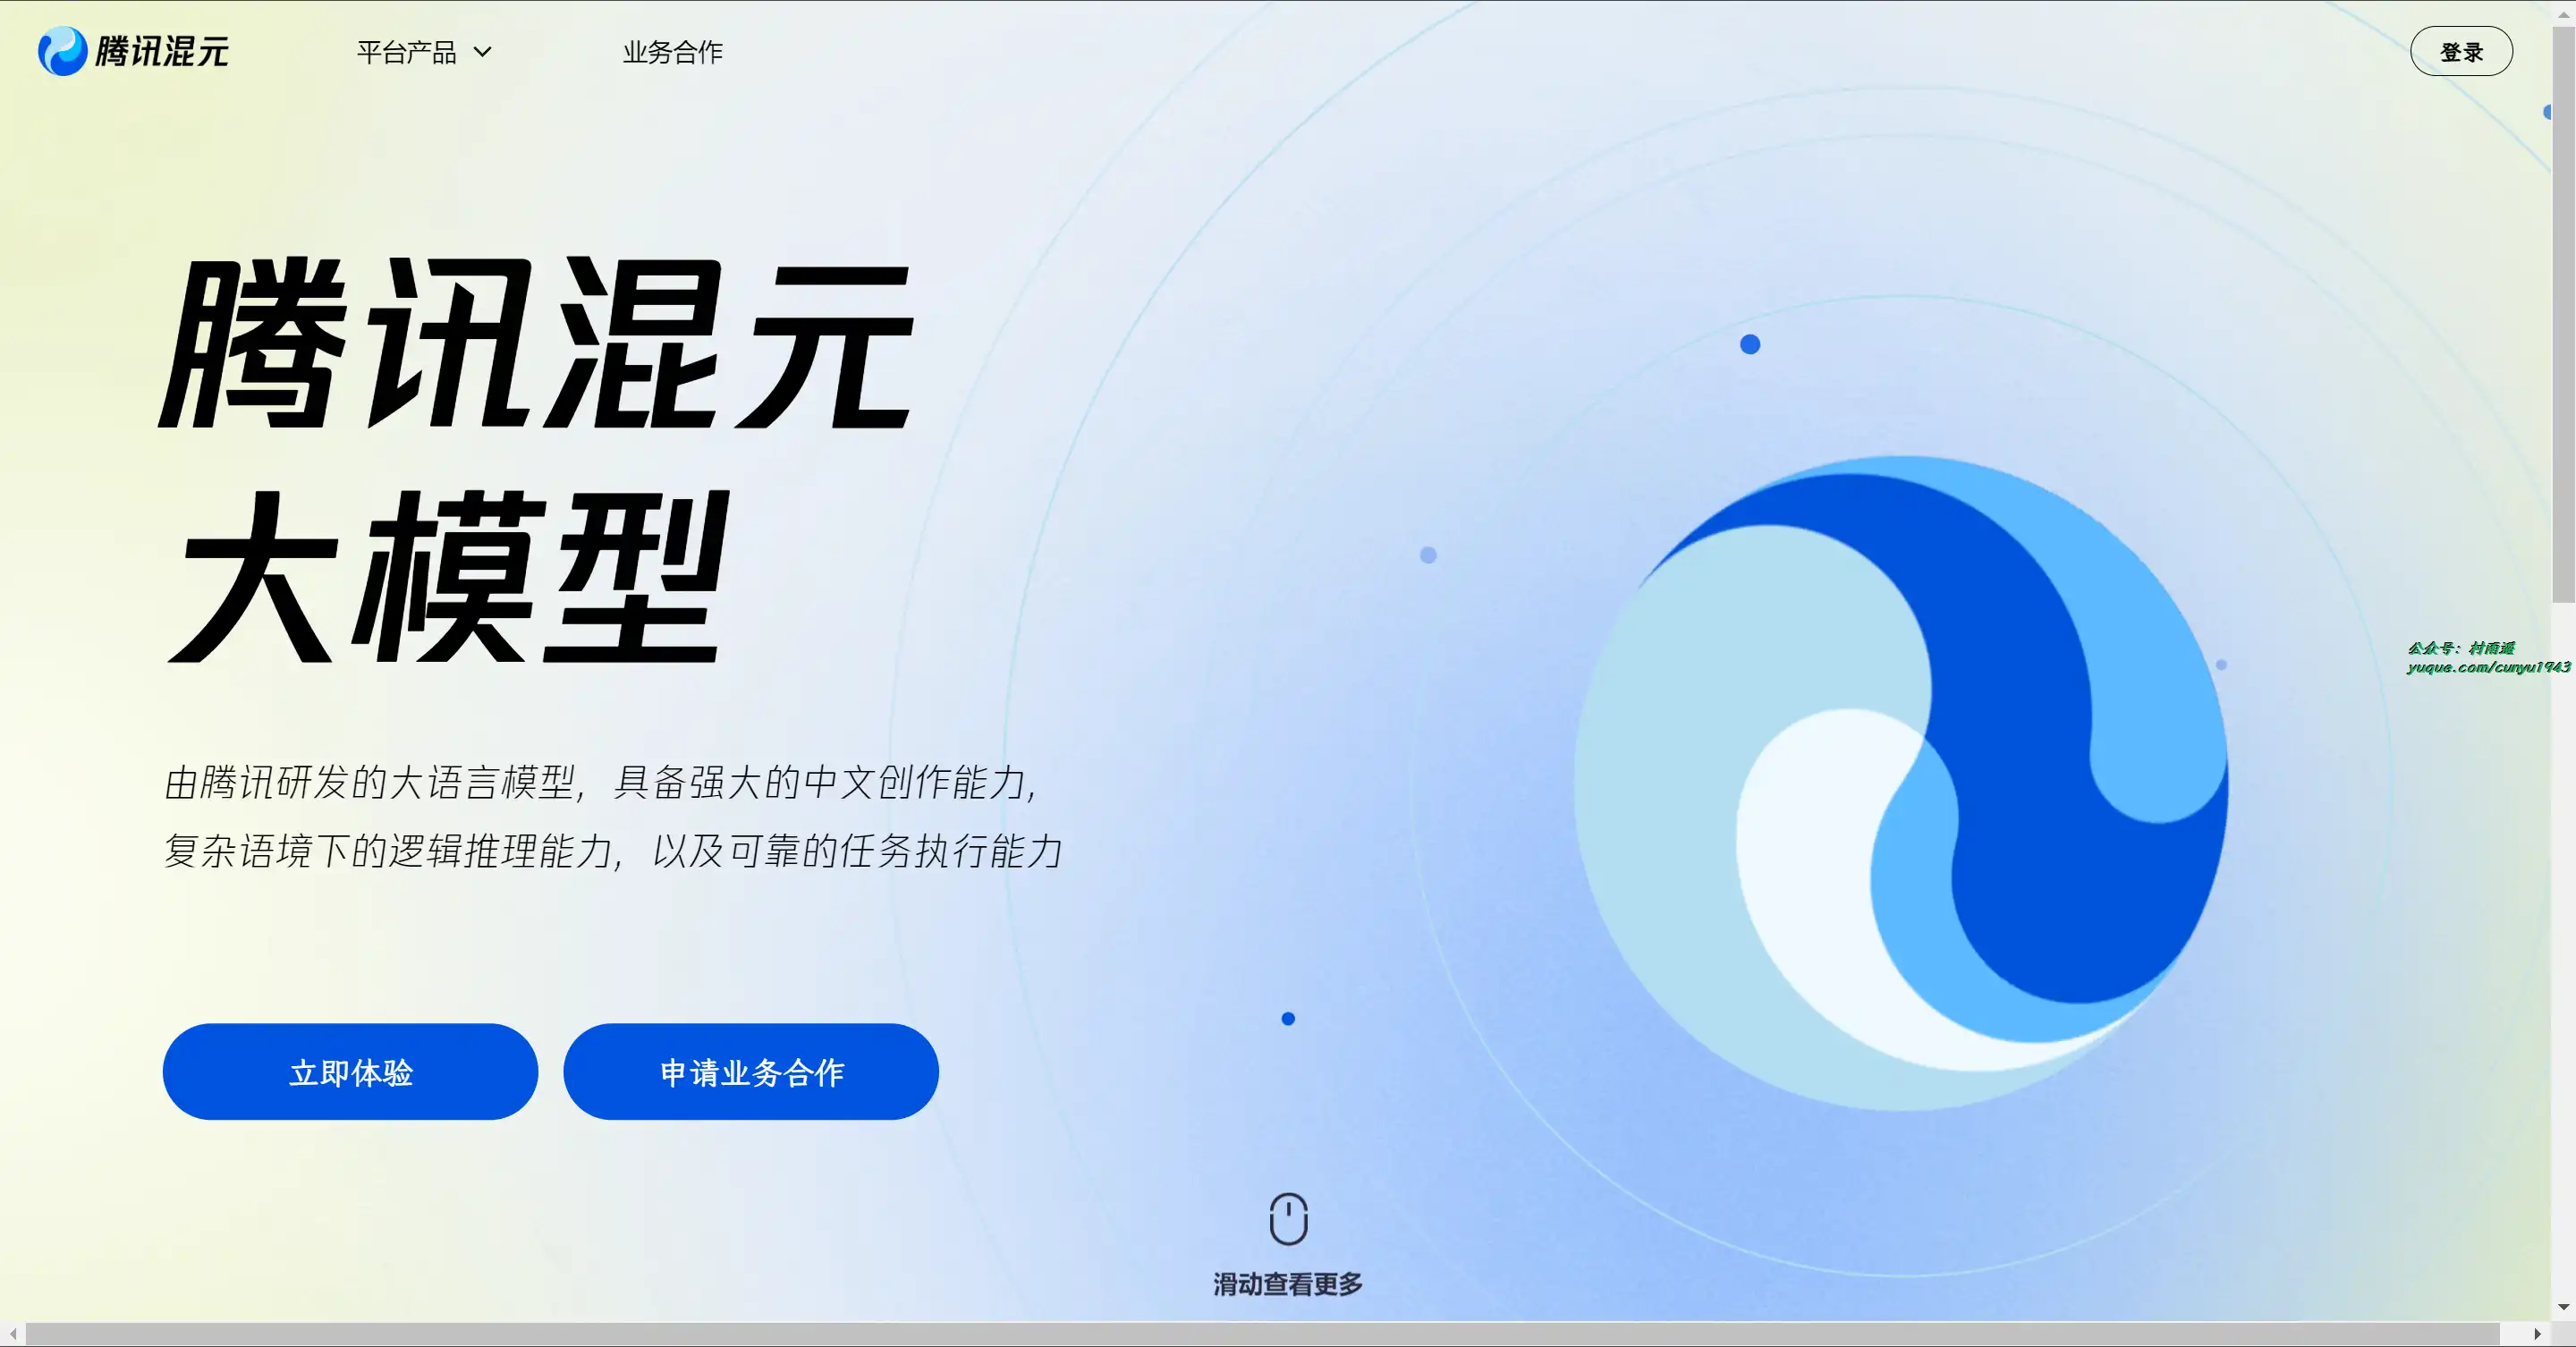 腾讯混元
平台产品
业务合作
登录
腾讯混元
大模型
由腾讯研发的大语言模型，具备强大的中文创作能力，
复杂语境下的逻辑推理能力，以及可靠的任务执行能力
公众号：村雨遥
yuque.com/cunyu1943
立即体验
申请业务合作
滑动查看更多